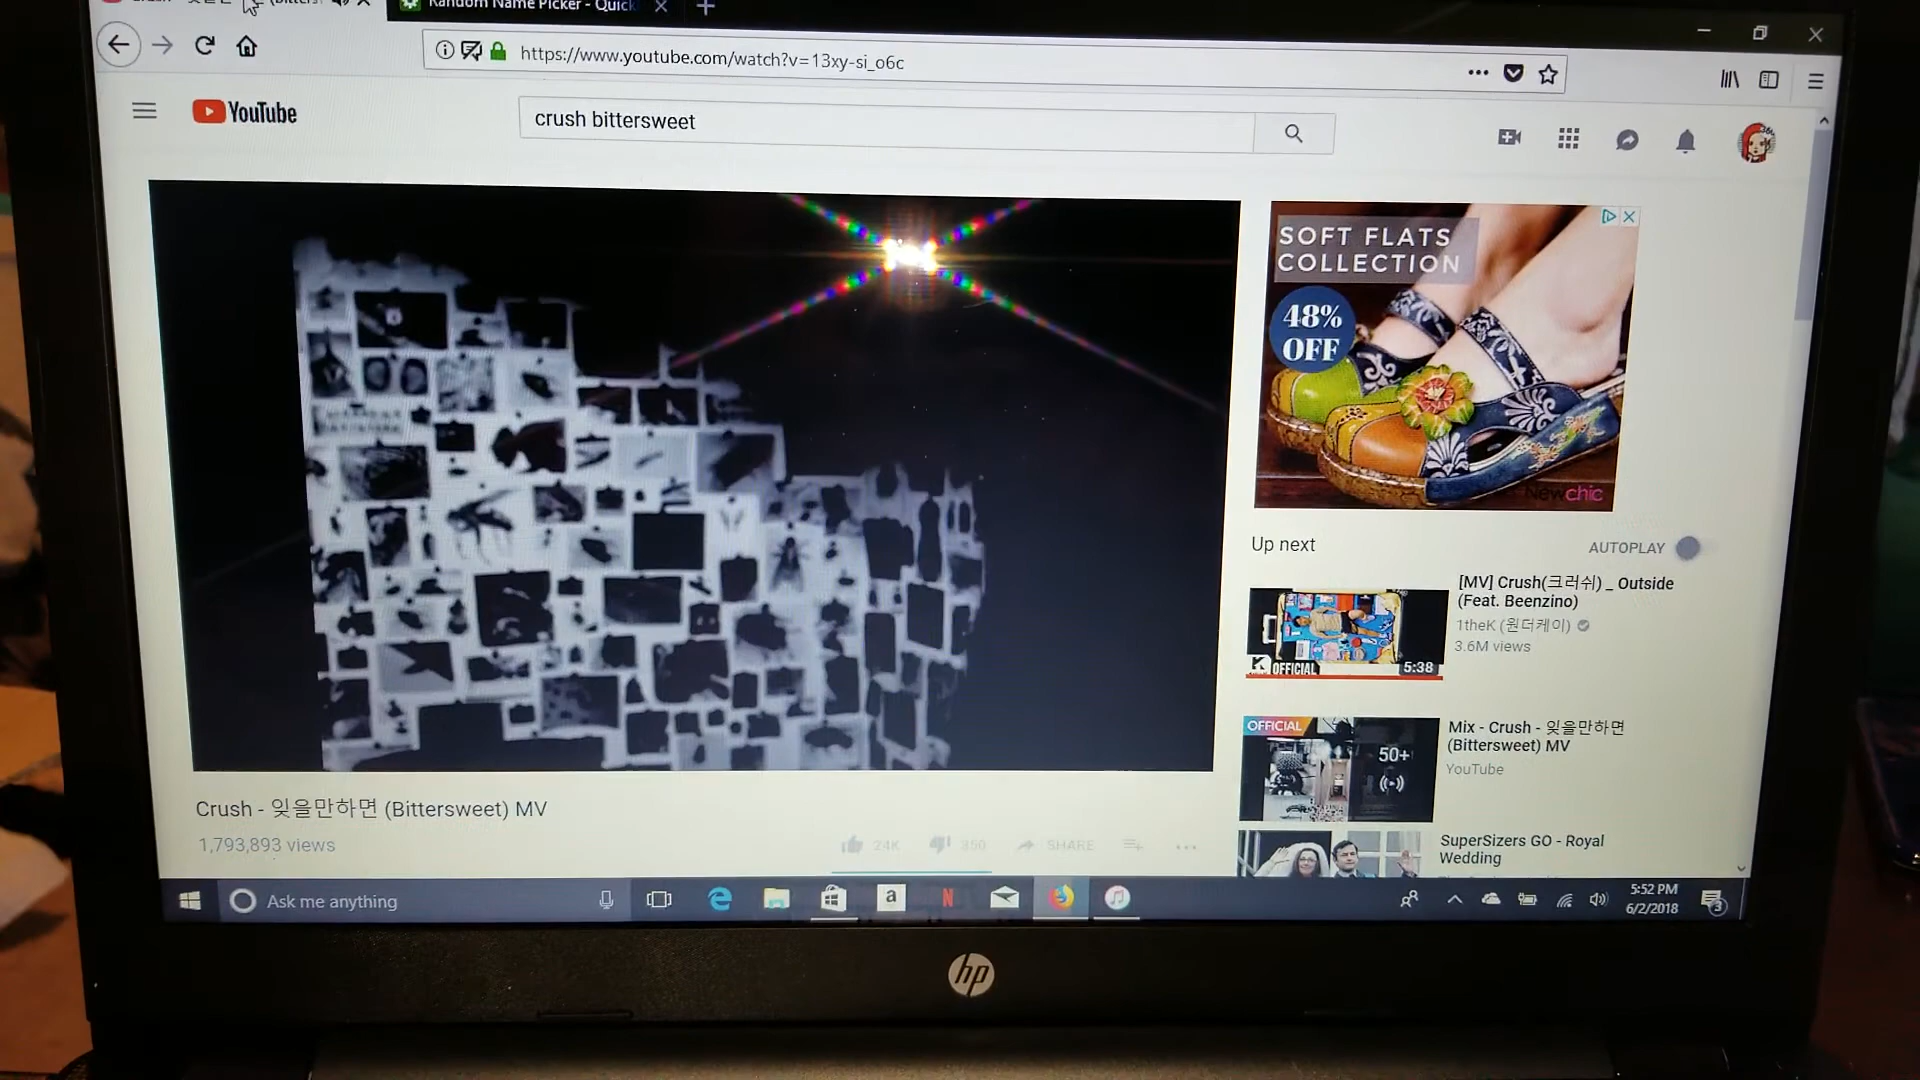 Random Name Picker - Quick
https://www.youtube.com/watch?v=13xy-si_o6c
YouTube
crush bittersweet
SOFT FLATS
COLLECTION
48%
OFF
Newchic
Up next
AUTOPLAY
[MV] Crush(크러쉬) _ Outside
(Feat. Beenzino)
1theK (원더케이)
3.6M views
K OFFICIAL
5:38
OFFICIAL
50+
Mix - Crush - 잊을만하면
(Bittersweet) MV
YouTube
SuperSizers GO - Royal
Wedding
Crush - 잊을만하면 (Bittersweet) MV
1,793,893 views
24K
350
SHARE
Ask me anything
a
N
5:52 PM
6/2/2018
3
hp